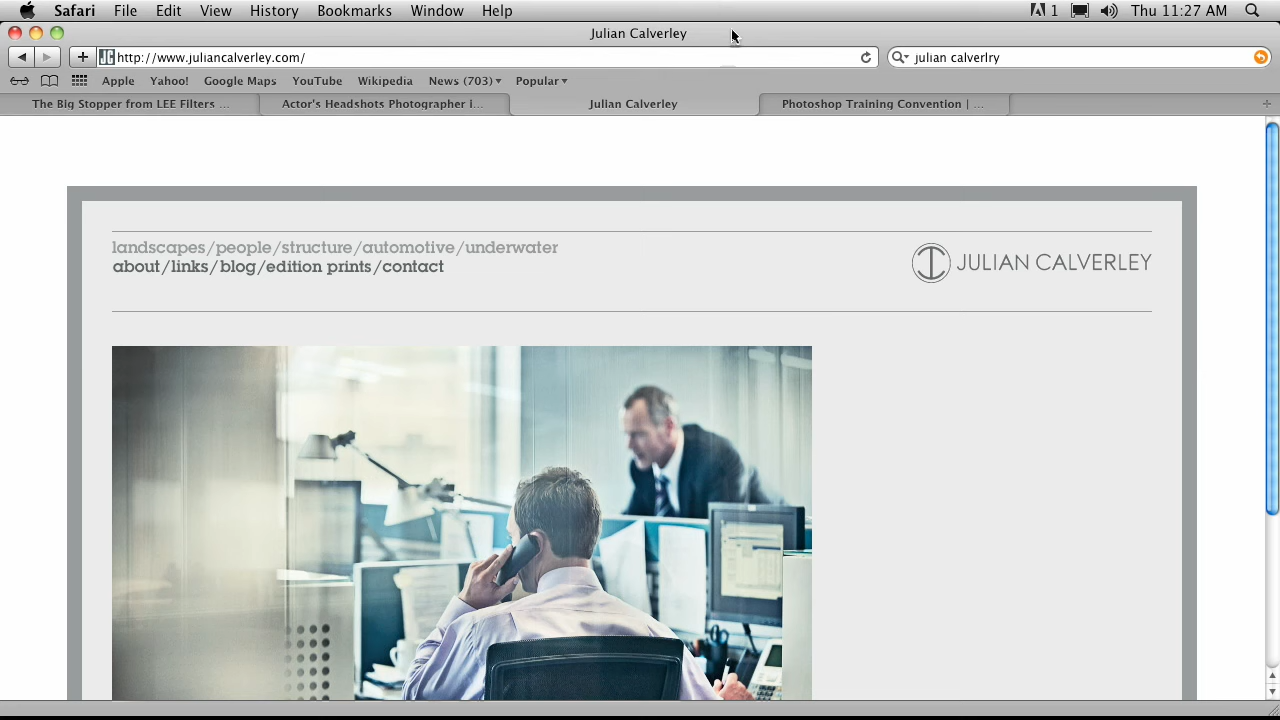 Safari File Edit View History Bookmarks Window Help 1 Thu 11:27 AM
Julian Calverley
http://www.juliancalverley.com/ julian calverlry
Apple Yahoo! Google Maps YouTube Wikipedia News (703) Popular
The Big Stopper from LEE Filters ... Actor's Headshots Photographer i... Julian Calverley Photoshop Training Convention | ...
landscapes/people/structure/automotive/underwater
about/links/blog/edition prints/contact
JULIAN CALVERLEY